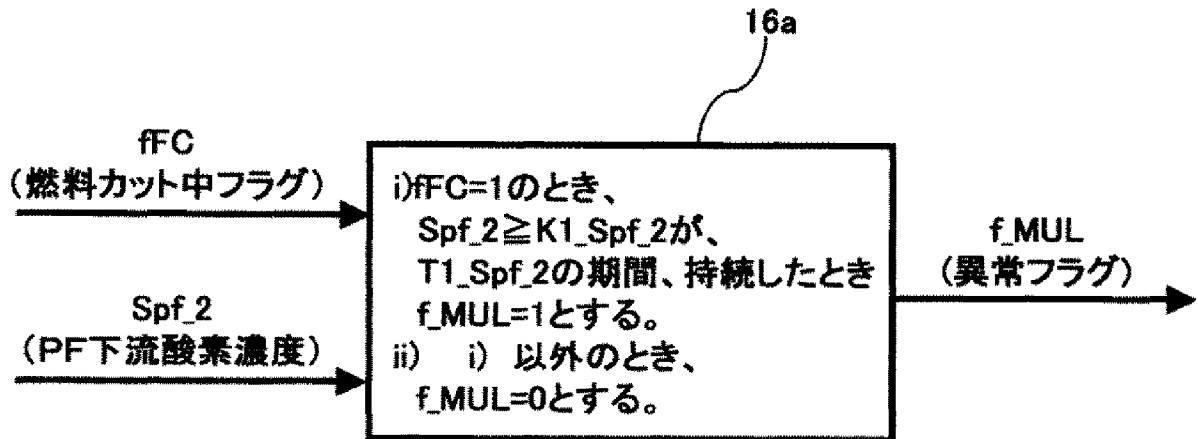 16a
fFC
(燃料カット中フラグ)
Spf_2
(PF下流酸素濃度)
i)fFC=1のとき、
Spf_2≧K1_Spf_2が、
T1_Spf_2の期間、持続したとき
f_MUL=1とする。
ii) i) 以外のとき、
f_MUL=0とする。
f_MUL
(異常フラグ)